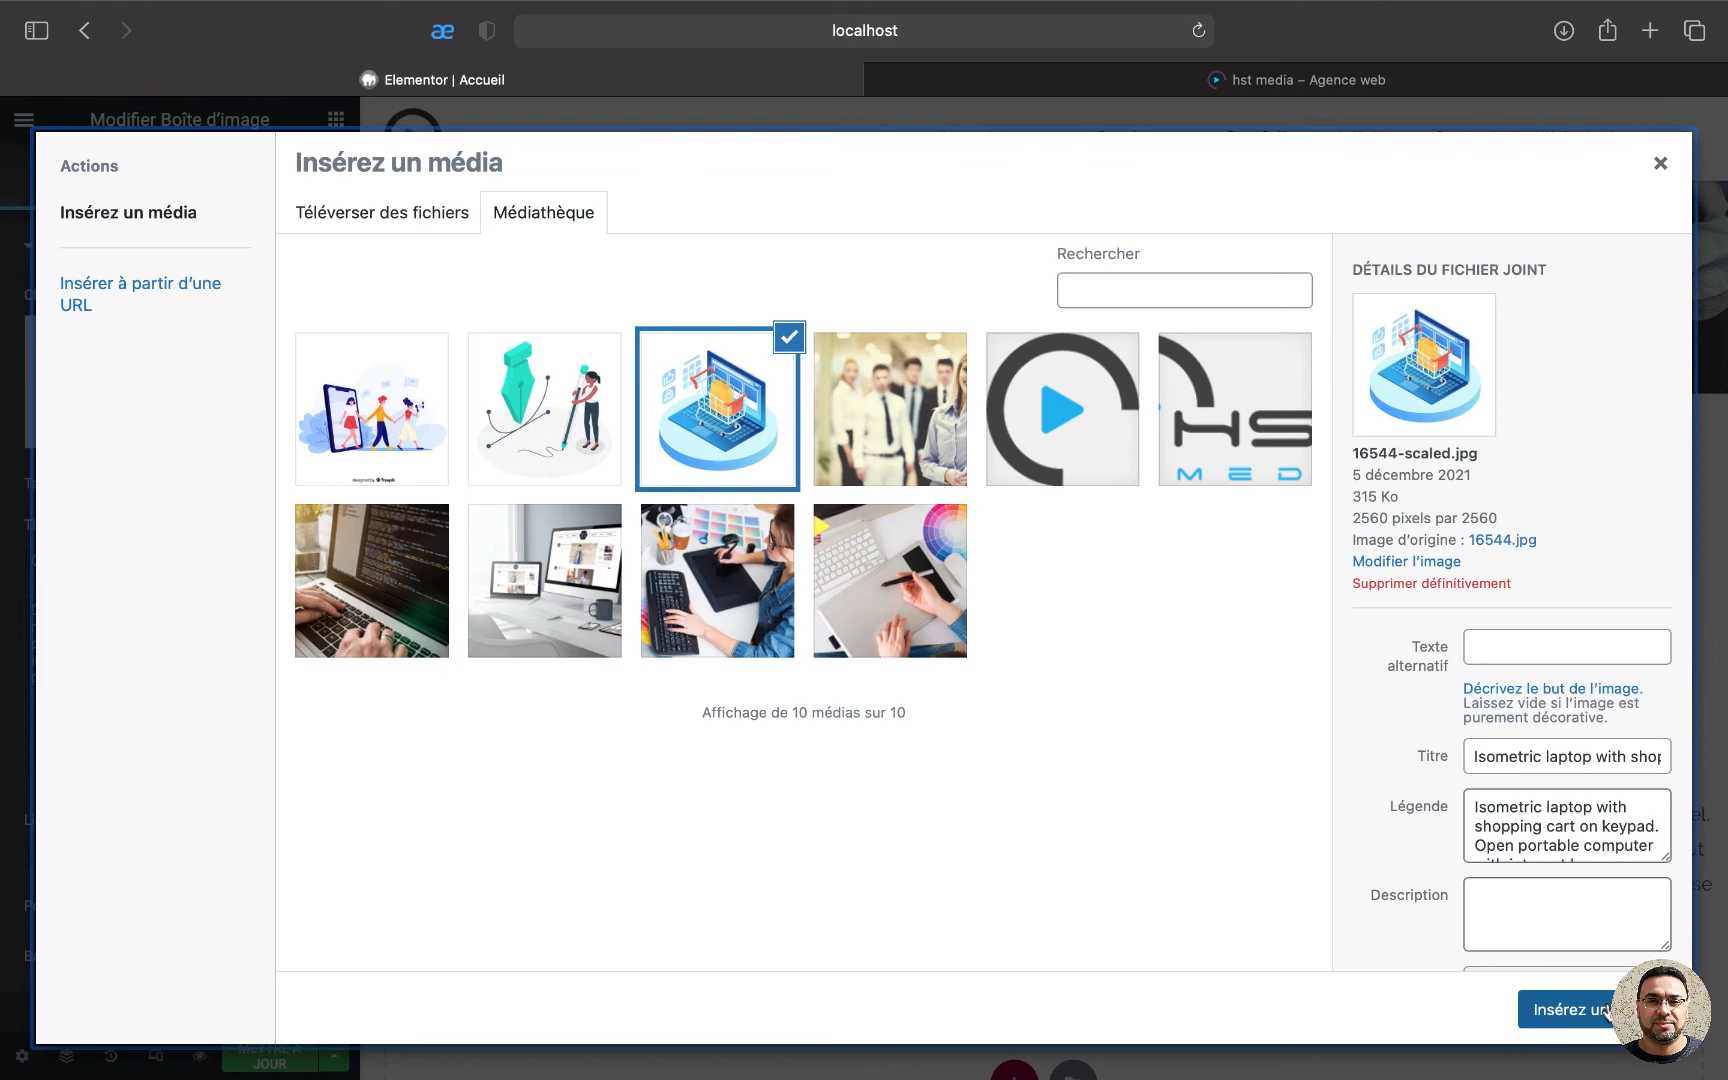 localhost
Elementor | Accueil
hst media – Agence web
Modifier Boîte d’image
Actions
Insérez un média
Insérer à partir d’une
URL
Insérez un média
Téléverser des fichiers
Médiathèque
Rechercher
HS
MED
Affichage de 10 médias sur 10
DÉTAILS DU FICHIER JOINT
16544-scaled.jpg
5 décembre 2021
315 Ko
2560 pixels par 2560
Image d’origine : 16544.jpg
Modifier l’image
Supprimer définitivement
Texte
alternatif
Décrivez le but de l’image.
Laissez vide si l’image est
purement décorative.
Titre
Isometric laptop with shop
Légende
Isometric laptop with
shopping cart on keypad.
Open portable computer
Description
Insérez un
METTRE À
JOUR